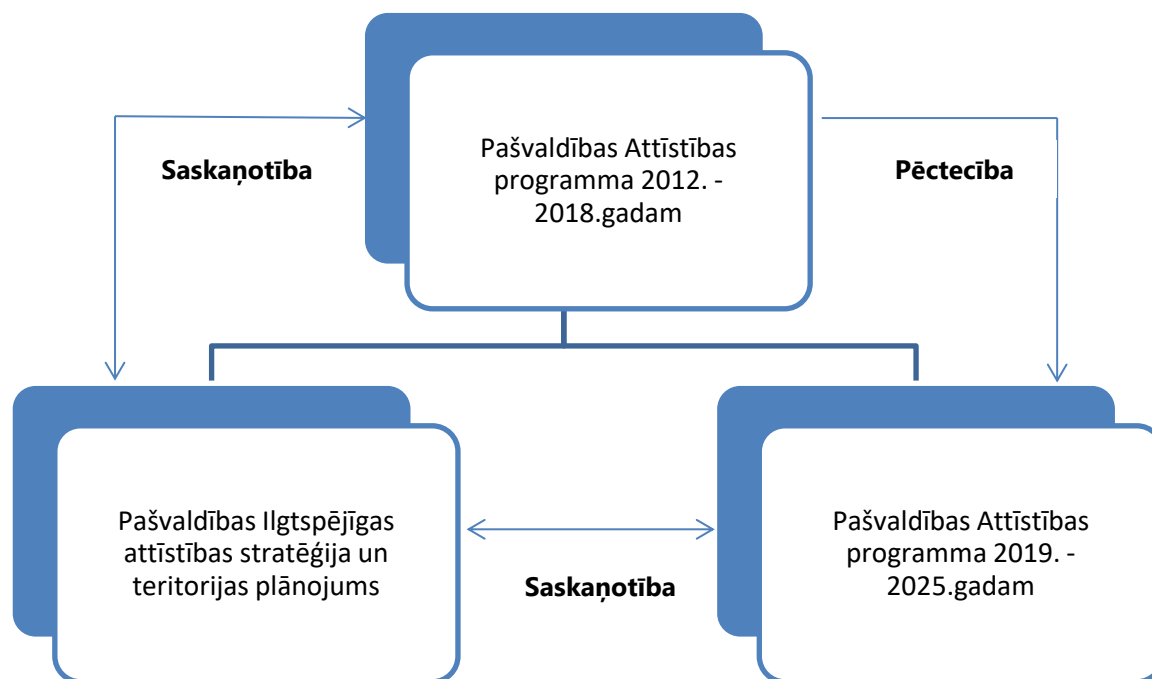 Pašvaldības Attīstības
programma 2012. -
2018.gadam
Saskaņotība
Pēctecība
Pašvaldības Ilgtspējīgas
attīstības stratēģija un
teritorijas plānojums
Saskaņotība
Pašvaldības Attīstības
programma 2019. -
2025.gadam